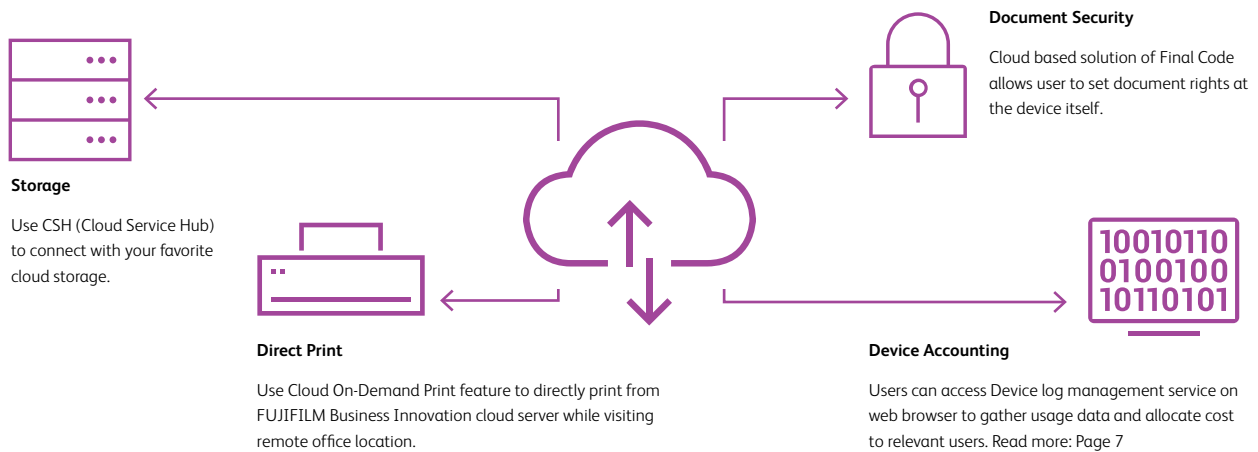 Document Security
Cloud based solution of Final Code
allows user to set document rights at
the device itself.
Storage
Use CSH (Cloud Service Hub)
to connect with your favorite
cloud storage.
10010110
0100100
10110101
Direct Print
Use Cloud On-Demand Print feature to directly print from
FUJIFILM Business Innovation cloud server while visiting
remote office location.
Device Accounting
Users can access Device log management service on
web browser to gather usage data and allocate cost
to relevant users. Read more: Page 7